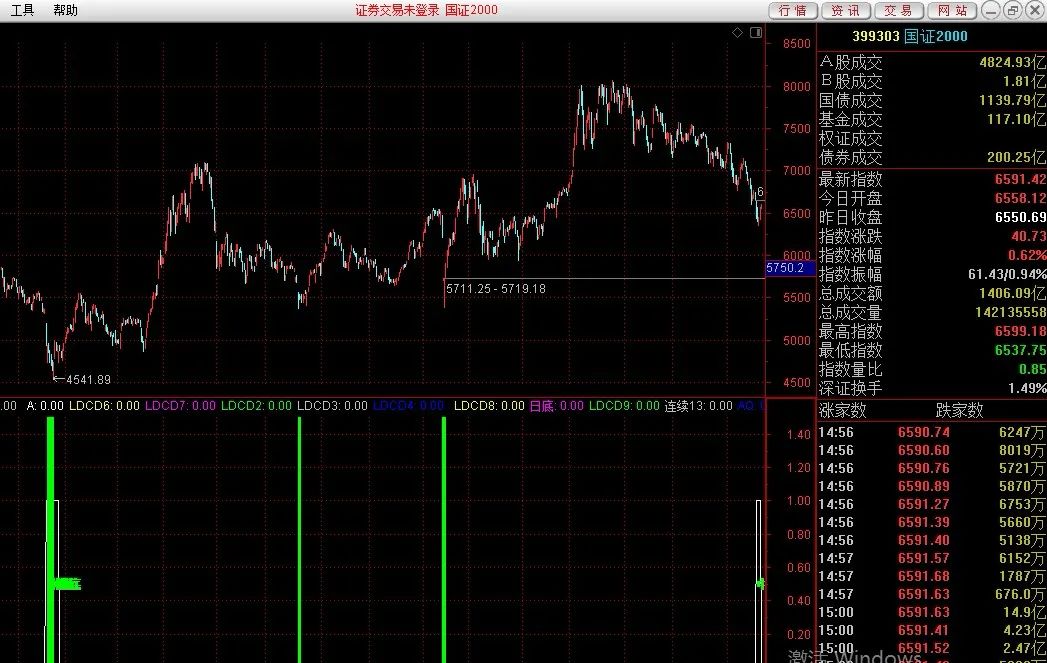 工具 帮助 证券交易未登录 国证2000 行情 资讯 交易 网站
399303 国证2000
A股成交 4824.93亿
B股成交 1.81亿
国债成交 1139.79亿
基金成交 117.10亿
权证成交
债券成交 200.25亿
最新指数 6591.42
今日开盘 6558.12
昨日收盘 6550.69
指数涨跌 40.73
指数涨幅 0.62%
指数振幅 61.43/0.94%
总成交额 1406.09亿
总成交量 142135558
最高指数 6599.18
最低指数 6537.75
指数量比 0.85
深证换手 1.49%
涨家数 跌家数
14:56 6590.74 6247万
14:56 6590.60 8019万
14:56 6590.76 5721万
14:56 6590.89 5870万
14:56 6591.27 6753万
14:56 6591.39 5660万
14:56 6591.40 5138万
14:57 6591.57 6152万
14:57 6591.68 1787万
14:57 6591.63 676.0万
15:00 6591.63 14.9亿
15:00 6591.41 4.23亿
15:00 6591.52 2.47亿
8500
8000
7500
7000
6
6500
6000
5750.2
5711.25 - 5719.18
5500
5000
4541.89
4500
.00 A: 0.00 LDCD6: 0.00 LDCD7: 0.00 LDCD2: 0.00 LDCD3: 0.00 LDCD4: 0.00 LDCD8: 0.00 日底: 0.00 LDCD9: 0.00 连续13: 0.00 AQ
1.40
1.20
1.00
0.80
0.60
0.40
0.20
激活 Windows